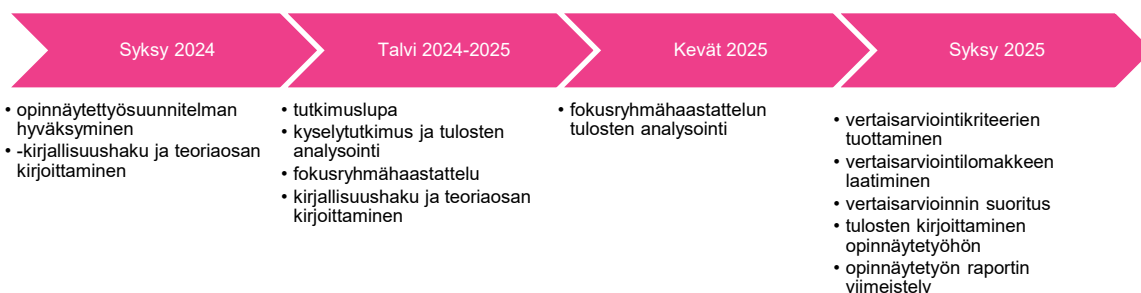 Syksy 2024
• opinnäytettyösuunnitelman
hyväksyminen
• -kirjallisuushaku ja teoriaosan
kirjoittaminen
Talvi 2024-2025
• tutkimuslupa
• kyselytutkimus ja tulosten
analysointi
• fokusryhmähaastattelu
• kirjallisuushaku ja teoriaosan
kirjoittaminen
Kevät 2025
• fokusryhmähaastattelun
tulosten analysointi
Syksy 2025
• vertaisarviointikriteerien
tuottaminen
• vertaisarviointilomakkeen
laatiminen
• vertaisarvioinnin suoritus
• tulosten kirjoittaminen
opinnäytetyöhön
• opinnäytetyön raportin
viimeistely